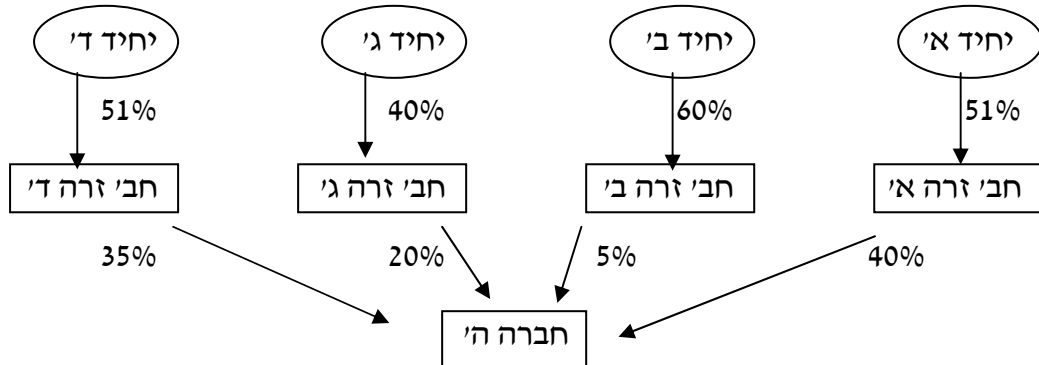 יחיד א' יחיד ב' יחיד ג' יחיד ד'
51% 60% 40% 51%
חב' זרה א' חב' זרה ב' חב' זרה ג' חב' זרה ד'
40% 5% 20% 35%
חברה ה'